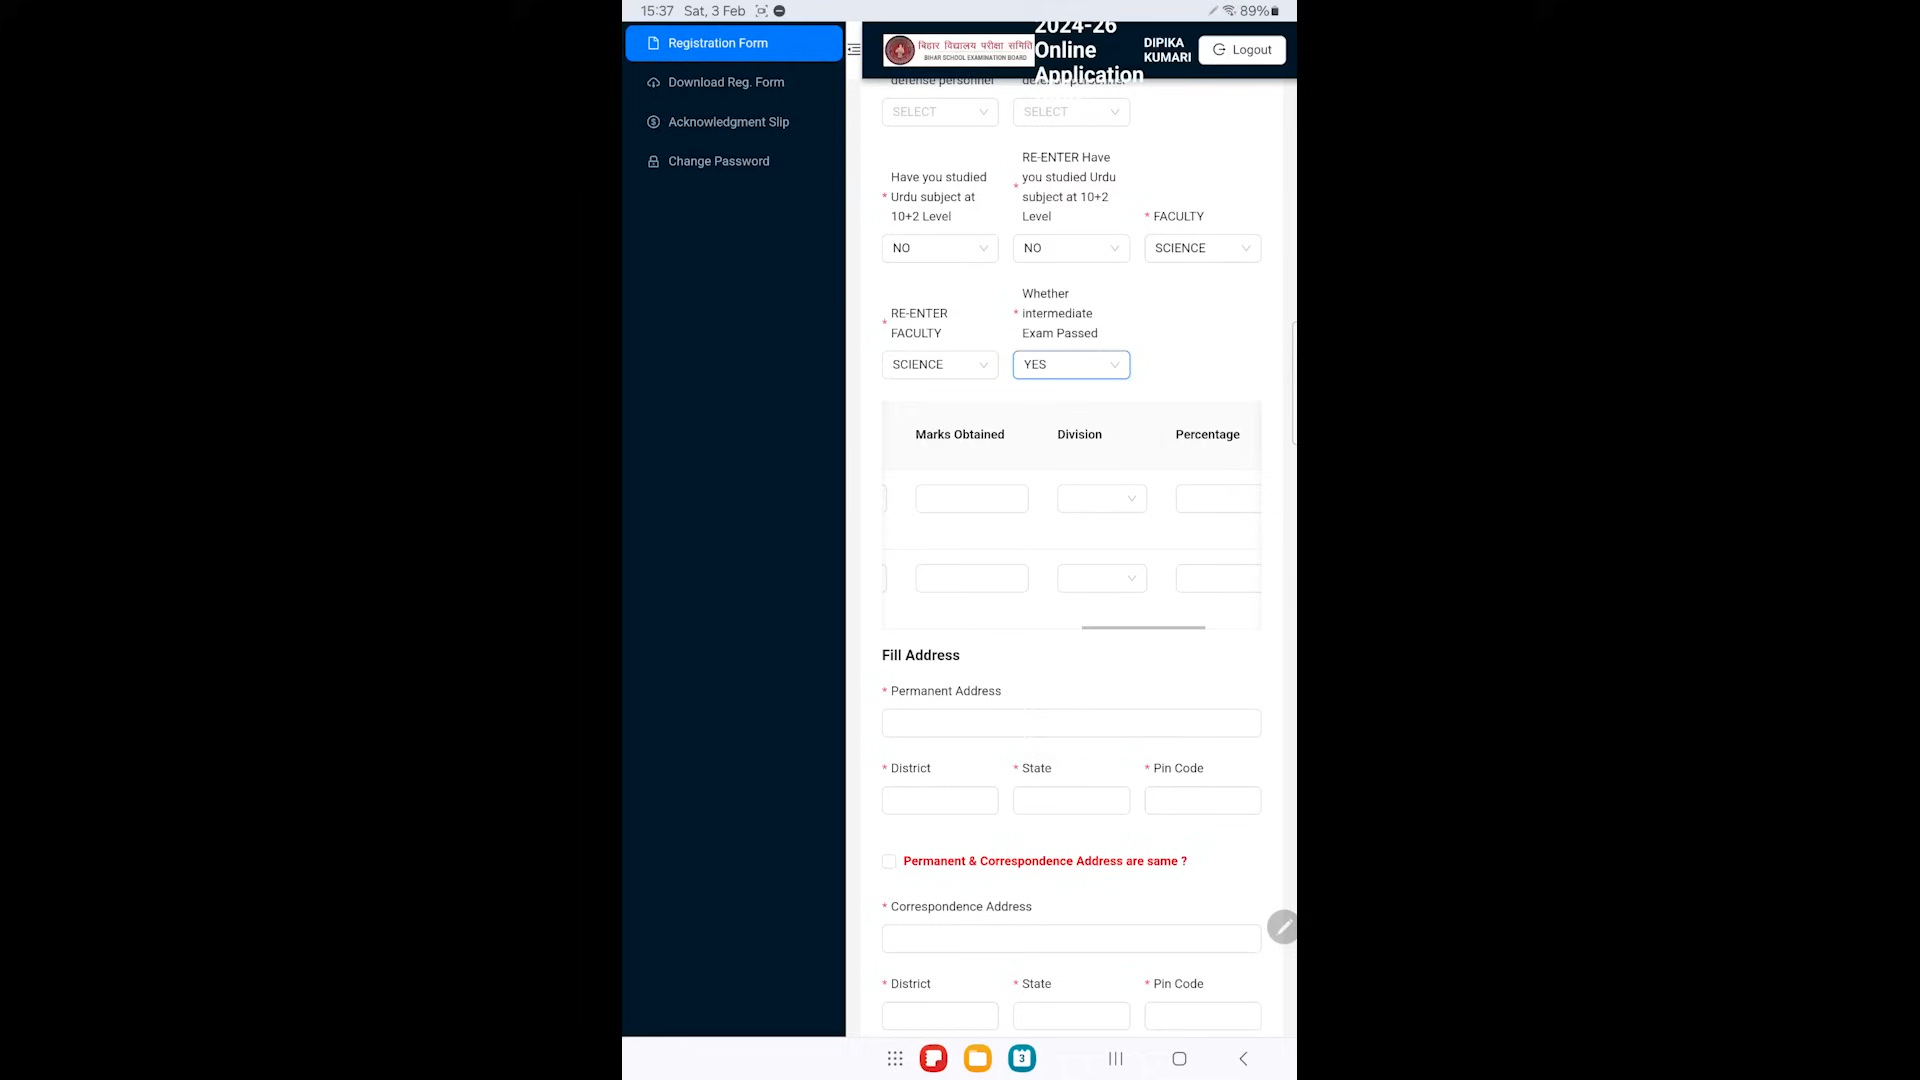 15:37 Sat, 3 Feb
89%
Registration Form
Download Reg. Form
Acknowledgment Slip
Change Password
बिहार विद्यालय परीक्षा समिति
BIHAR SCHOOL EXAMINATION BOARD
2024-26
Online
Application
DIPIKA
KUMARI
Logout
defense personnel
SELECT
SELECT
* Have you studied
Urdu subject at
10+2 Level
* RE-ENTER Have
you studied Urdu
subject at 10+2
Level
* FACULTY
NO
NO
SCIENCE
* RE-ENTER
FACULTY
* Whether
intermediate
Exam Passed
SCIENCE
YES
Marks Obtained
Division
Percentage
Fill Address
* Permanent Address
* District
* State
* Pin Code
Permanent & Correspondence Address are same ?
* Correspondence Address
* District
* State
* Pin Code
3